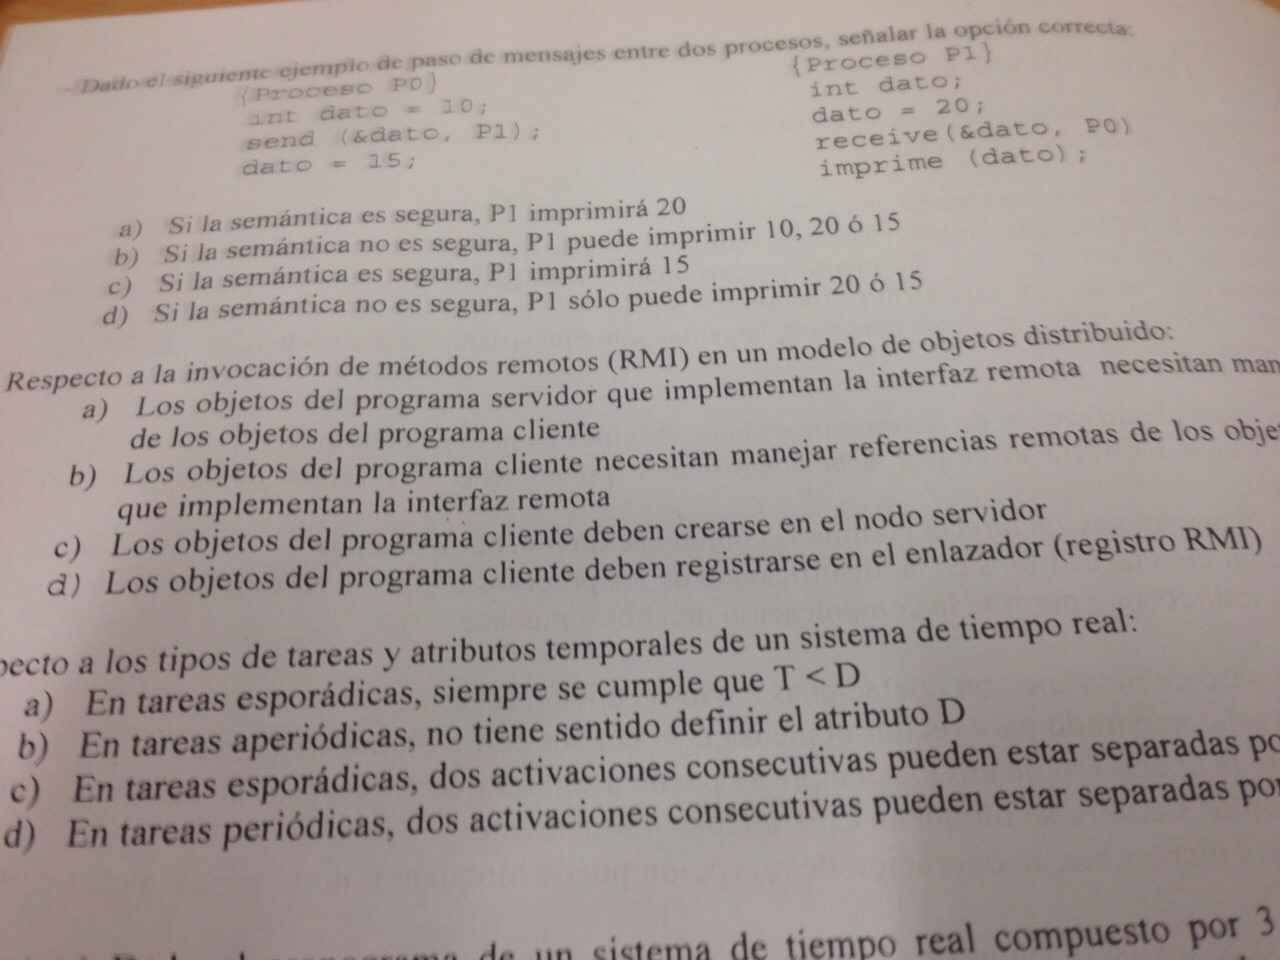 - Dado el siguiente ejemplo de paso de mensajes entre dos procesos, señalar la opción correcta:
{Proceso P0}
int dato = 10;
send (&dato, P1);
dato = 15;
{Proceso P1}
int dato;
dato = 20;
receive(&dato, P0)
imprime (dato);
a) Si la semántica es segura, P1 imprimirá 20
b) Si la semántica no es segura, P1 puede imprimir 10, 20 ó 15
c) Si la semántica es segura, P1 imprimirá 15
d) Si la semántica no es segura, P1 sólo puede imprimir 20 ó 15
Respecto a la invocación de métodos remotos (RMI) en un modelo de objetos distribuido:
a) Los objetos del programa servidor que implementan la interfaz remota necesitan man
de los objetos del programa cliente
b) Los objetos del programa cliente necesitan manejar referencias remotas de los obje
que implementan la interfaz remota
c) Los objetos del programa cliente deben crearse en el nodo servidor
d) Los objetos del programa cliente deben registrarse en el enlazador (registro RMI)
pecto a los tipos de tareas y atributos temporales de un sistema de tiempo real:
a) En tareas esporádicas, siempre se cumple que T < D
b) En tareas aperiódicas, no tiene sentido definir el atributo D
c) En tareas esporádicas, dos activaciones consecutivas pueden estar separadas po
d) En tareas periódicas, dos activaciones consecutivas pueden estar separadas por
de un sistema de tiempo real compuesto por 3